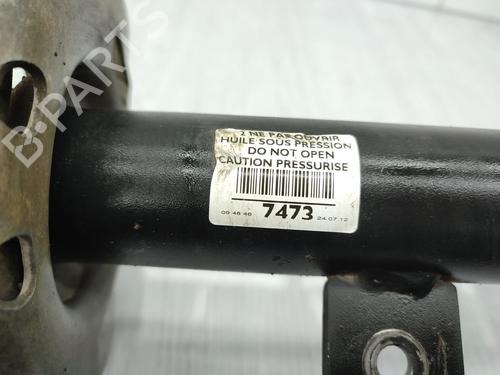 2 NE PAS OUVRIR
HUILE SOUS PRESSION
DO NOT OPEN
CAUTION PRESSURISE
09 46 46 7473 24.07.12
B-PARTS